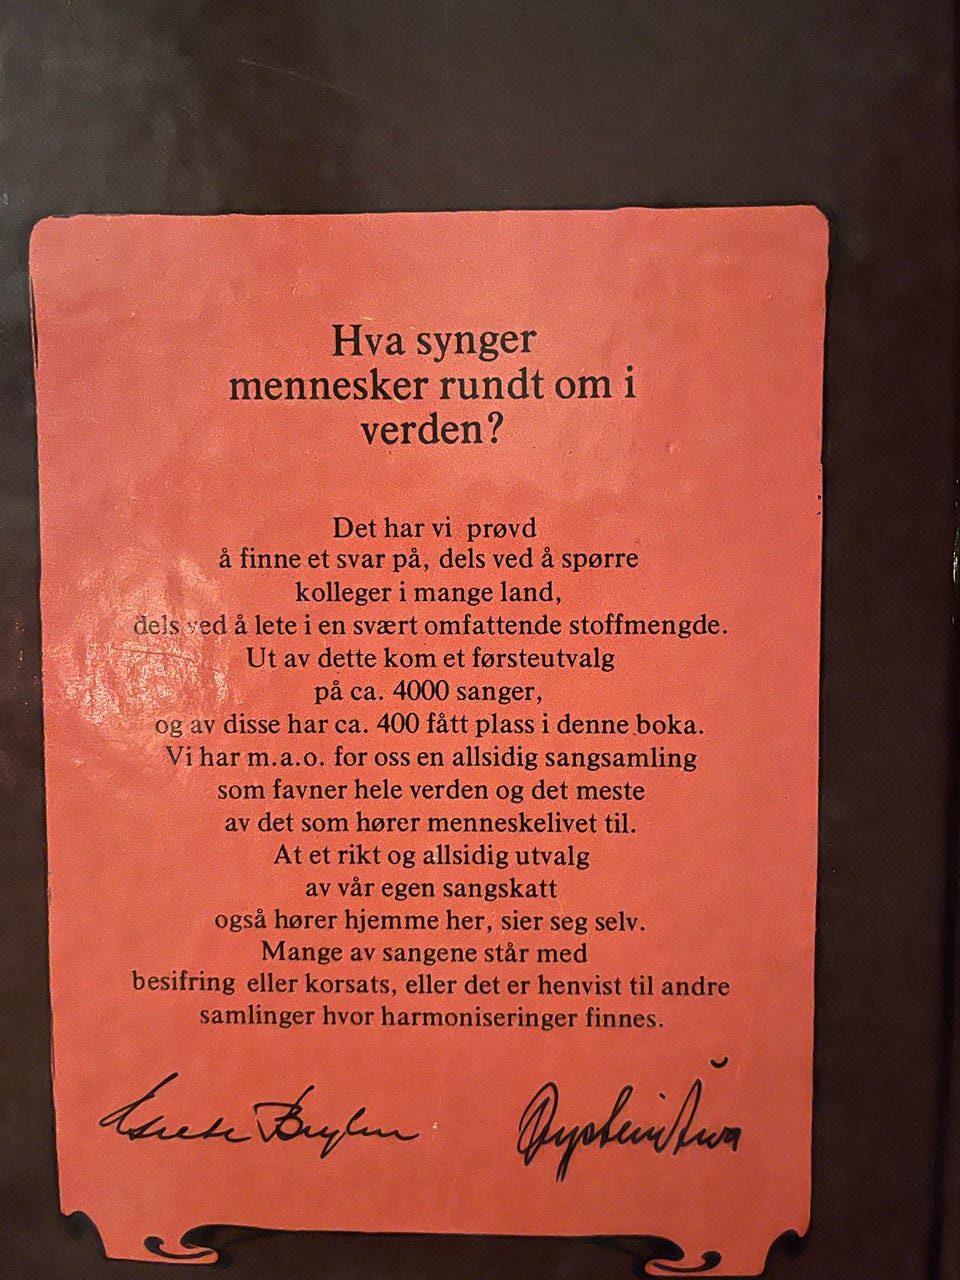 Hva synger
mennesker rundt om i
verden?
Det har vi prøvd
å finne et svar på, dels ved å spørre
kolleger i mange land,
dels ved å lete i en svært omfattende stoffmengde.
Ut av dette kom et førsteutvalg
på ca. 4000 sanger,
og av disse har ca. 400 fått plass i denne boka.
Vi har m.a.o. for oss en allsidig sangsamling
som favner hele verden og det meste
av det som hører menneskelivet til.
At et rikt og allsidig utvalg
av vår egen sangskatt
også hører hjemme her, sier seg selv.
Mange av sangene står med
besifring eller korsats, eller det er henvist til andre
samlinger hvor harmoniseringer finnes.